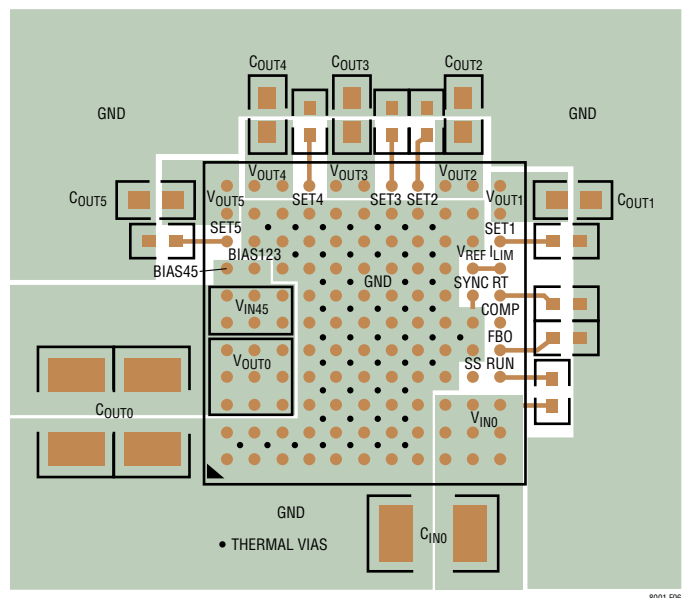 COUT4 COUT3 COUT2
GND GND
VOUT4 VOUT3 VOUT2
COUT5 VOUT5 SET4 SET3 SET2 VOUT1 COUT1
SET5 SET1
BIAS123 VREF ILIM
BIAS45 GND SYNC RT
VIN45 COMP
VOUT0 FBO
SS RUN
COUT0 VIN0
GND
CIN0
• THERMAL VIAS
8001 F06